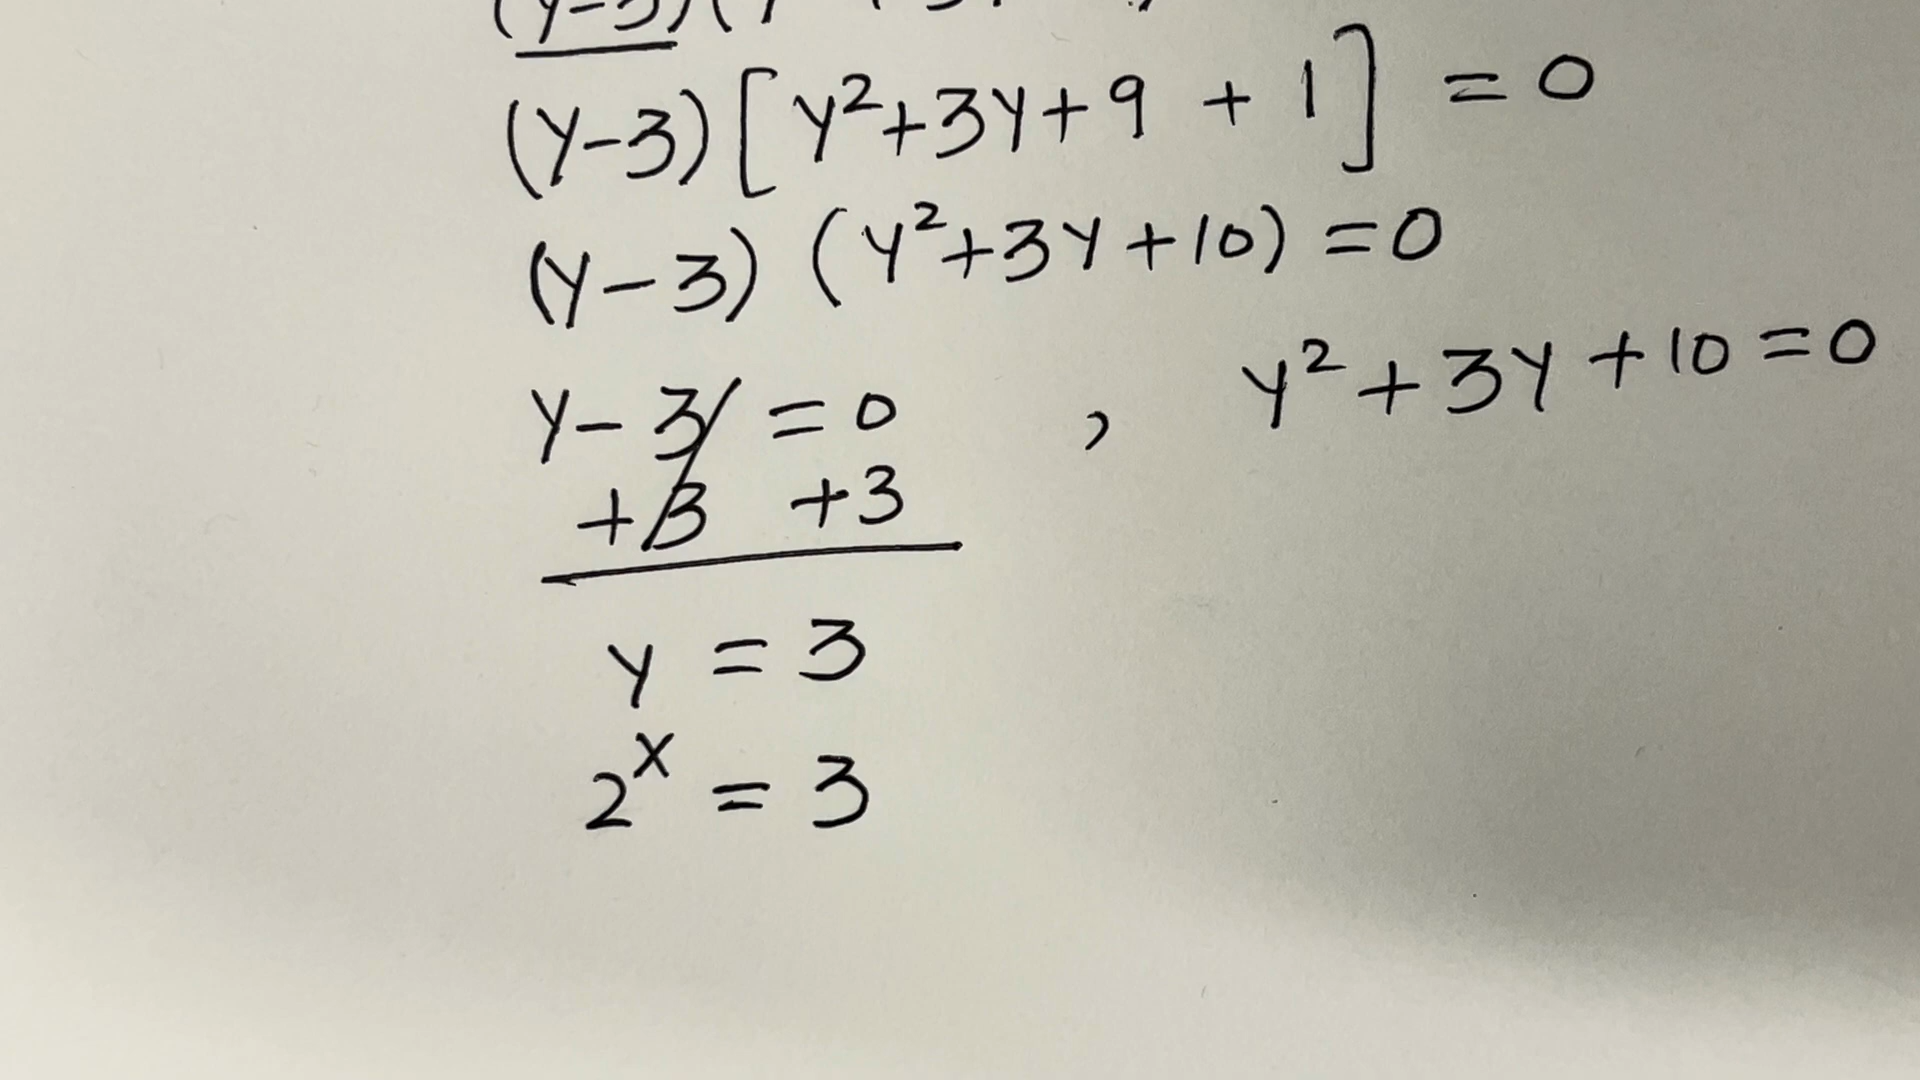 (y-3)[y²+3y+9 + 1] = 0
(y-3) (y²+3y+10) =0
y-3 = 0 , y²+3y+10=0
+3 +3
y = 3
2ˣ = 3